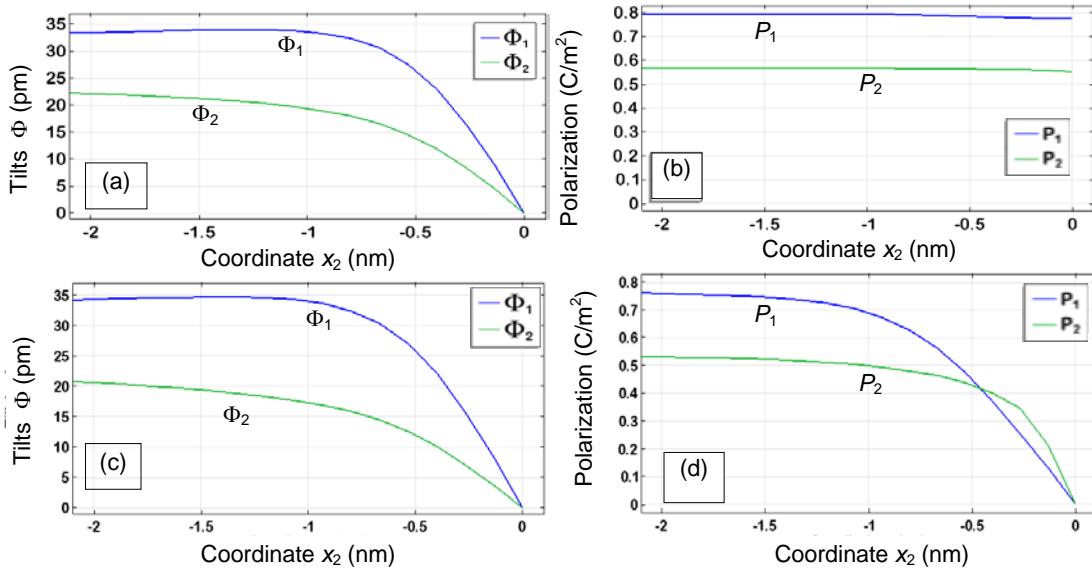 Tilts Φ (pm)
35
30
25
20
15
10
5
0
Φ₁
Φ₂
(a)
Φ₁
Φ₂
-2
-1.5
-1
-0.5
0
Coordinate x₂ (nm)
Polarization (C/m²)
0.8
0.7
0.6
0.5
0.4
0.3
0.2
0.1
0
P₁
P₂
(b)
P₁
P₂
-2
-1.5
-1
-0.5
0
Coordinate x₂ (nm)
Tilts Φ (pm)
35
30
25
20
15
10
5
0
Φ₁
Φ₂
(c)
Φ₁
Φ₂
-2
-1.5
-1
-0.5
0
Coordinate x₂ (nm)
Polarization (C/m²)
0.8
0.7
0.6
0.5
0.4
0.3
0.2
0.1
0
P₁
P₂
(d)
P₁
P₂
-2
-1.5
-1
-0.5
0
Coordinate x₂ (nm)